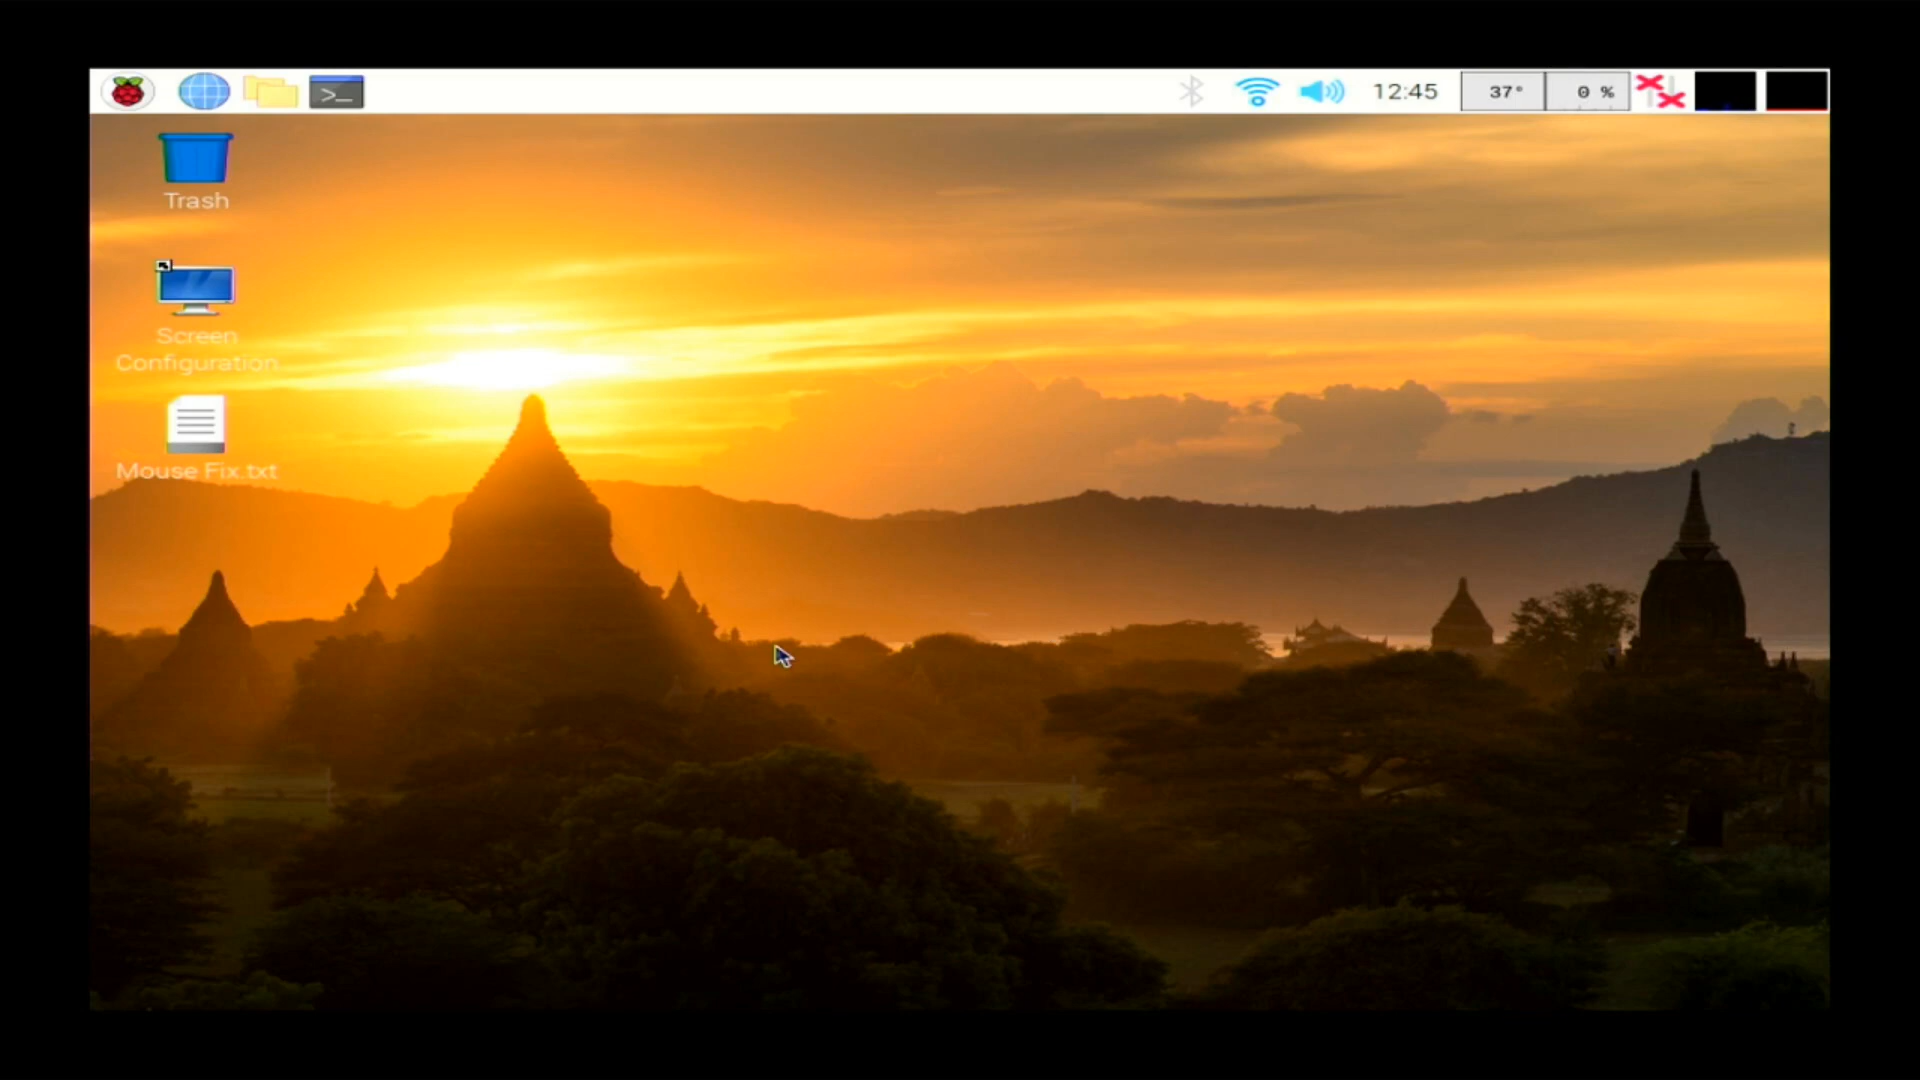 >_
12:45
37°
0 %
Trash
Screen
Configuration
Mouse Fix.txt